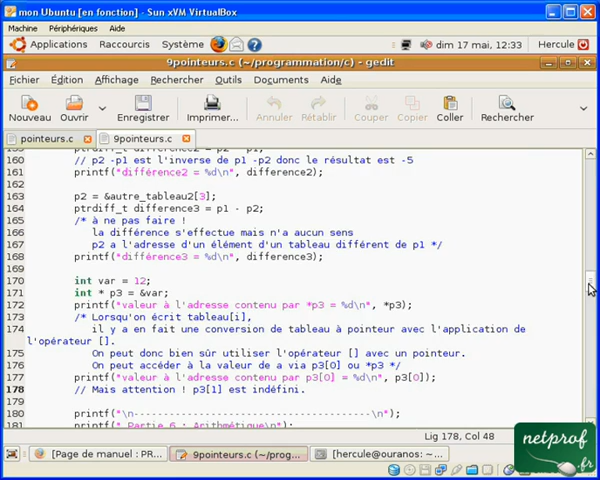 mon Ubuntu [en fonction] - Sun xVM VirtualBox
Machine Périphériques Aide
Applications Raccourcis Système dim 17 mai, 12:33 Hercule
9pointeurs.c (~/programmation/c) - gedit
Fichier Édition Affichage Rechercher Outils Documents Aide
Nouveau Ouvrir Enregistrer Imprimer... Annuler Rétablir Couper Copier Coller Rechercher
pointeurs.c 9pointeurs.c
159 ptrdiff_t difference2 = p2 - p1;
160 // p2 -p1 est l'inverse de p1 -p2 donc le résultat est -5
161 printf("différence2 = %d\n", difference2);
162
163 p2 = &autre_tableau2[3];
164 ptrdiff_t difference3 = p1 - p2;
165 /* à ne pas faire !
166 la différence s'effectue mais n'a aucun sens
167 p2 a l'adresse d'un élément d'un tableau différent de p1 */
168 printf("différence3 = %d\n", difference3);
169
170 int var = 12;
171 int * p3 = &var;
172 printf("valeur à l'adresse contenu par *p3 = %d\n", *p3);
173 /* Lorsqu'on écrit tableau[i],
174 il y a en fait une conversion de tableau à pointeur avec l'application de
l'opérateur [].
175 On peut donc bien sûr utiliser l'opérateur [] avec un pointeur.
176 On peut accéder à la valeur de a via p3[0] ou *p3 */
177 printf("valeur à l'adresse contenu par p3[0] = %d\n", p3[0]);
178 // Mais attention ! p3[1] est indéfini.
179
180 printf("\n----------------------------------------\n");
181 printf(" Partie 6 : Arithmétique\n");
Lig 178, Col 48
[Page de manuel : PR... 9pointeurs.c (~/prog... [hercule@ouranos: ~/...
netprof
.fr